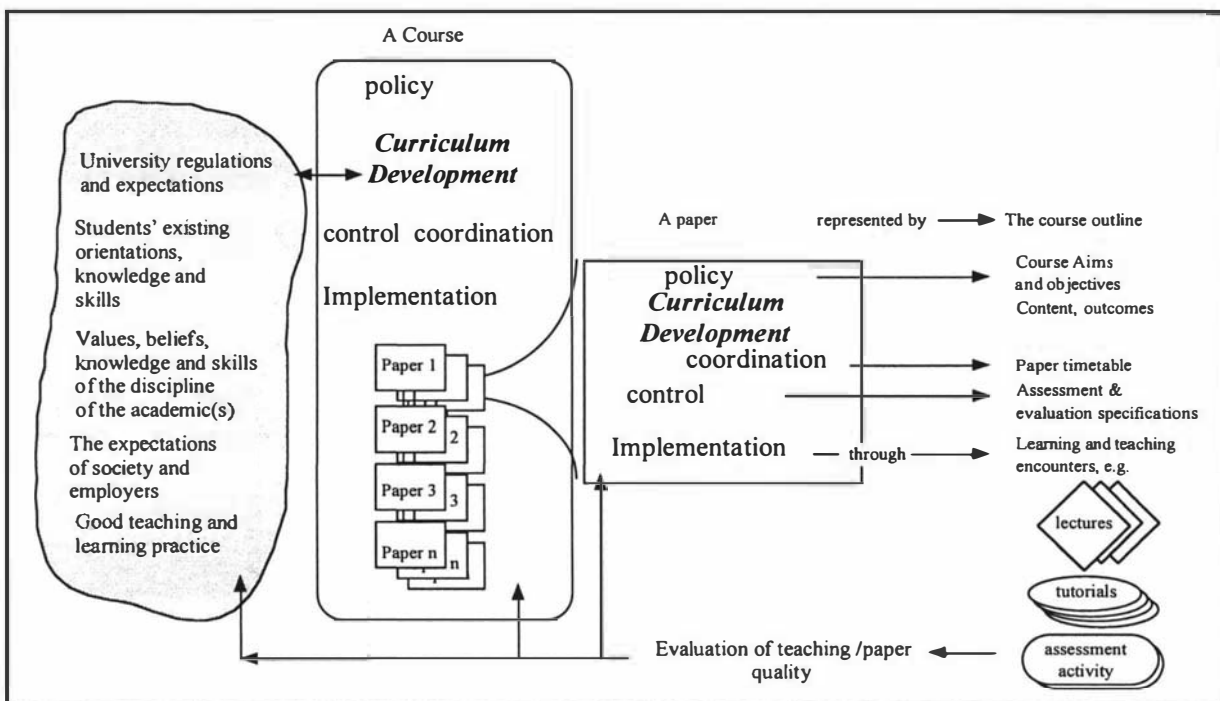 A Course
policy
Curriculum
Development
control coordination
Implementation
Paper 1
Paper 2
2
Paper 3
3
Paper n
n
University regulations
and expectations
Students' existing
orientations,
knowledge and
skills
Values, beliefs,
knowledge and skills
of the discipline
of the academic(s)
The expectations
of society and
employers
Good teaching and
learning practice
A paper
represented by
The course outline
policy
Curriculum
Development
coordination
control
Implementation
through
Course Aims
and objectives
Content, outcomes
Paper timetable
Assessment &
evaluation specifications
Learning and teaching
encounters, e.g.
lectures
tutorials
assessment
activity
Evaluation of teaching /paper
quality